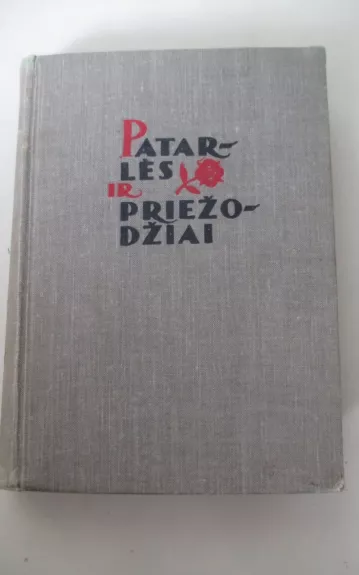 PATAR-
LĖS
IR
PRIEŽO-
DŽIAI